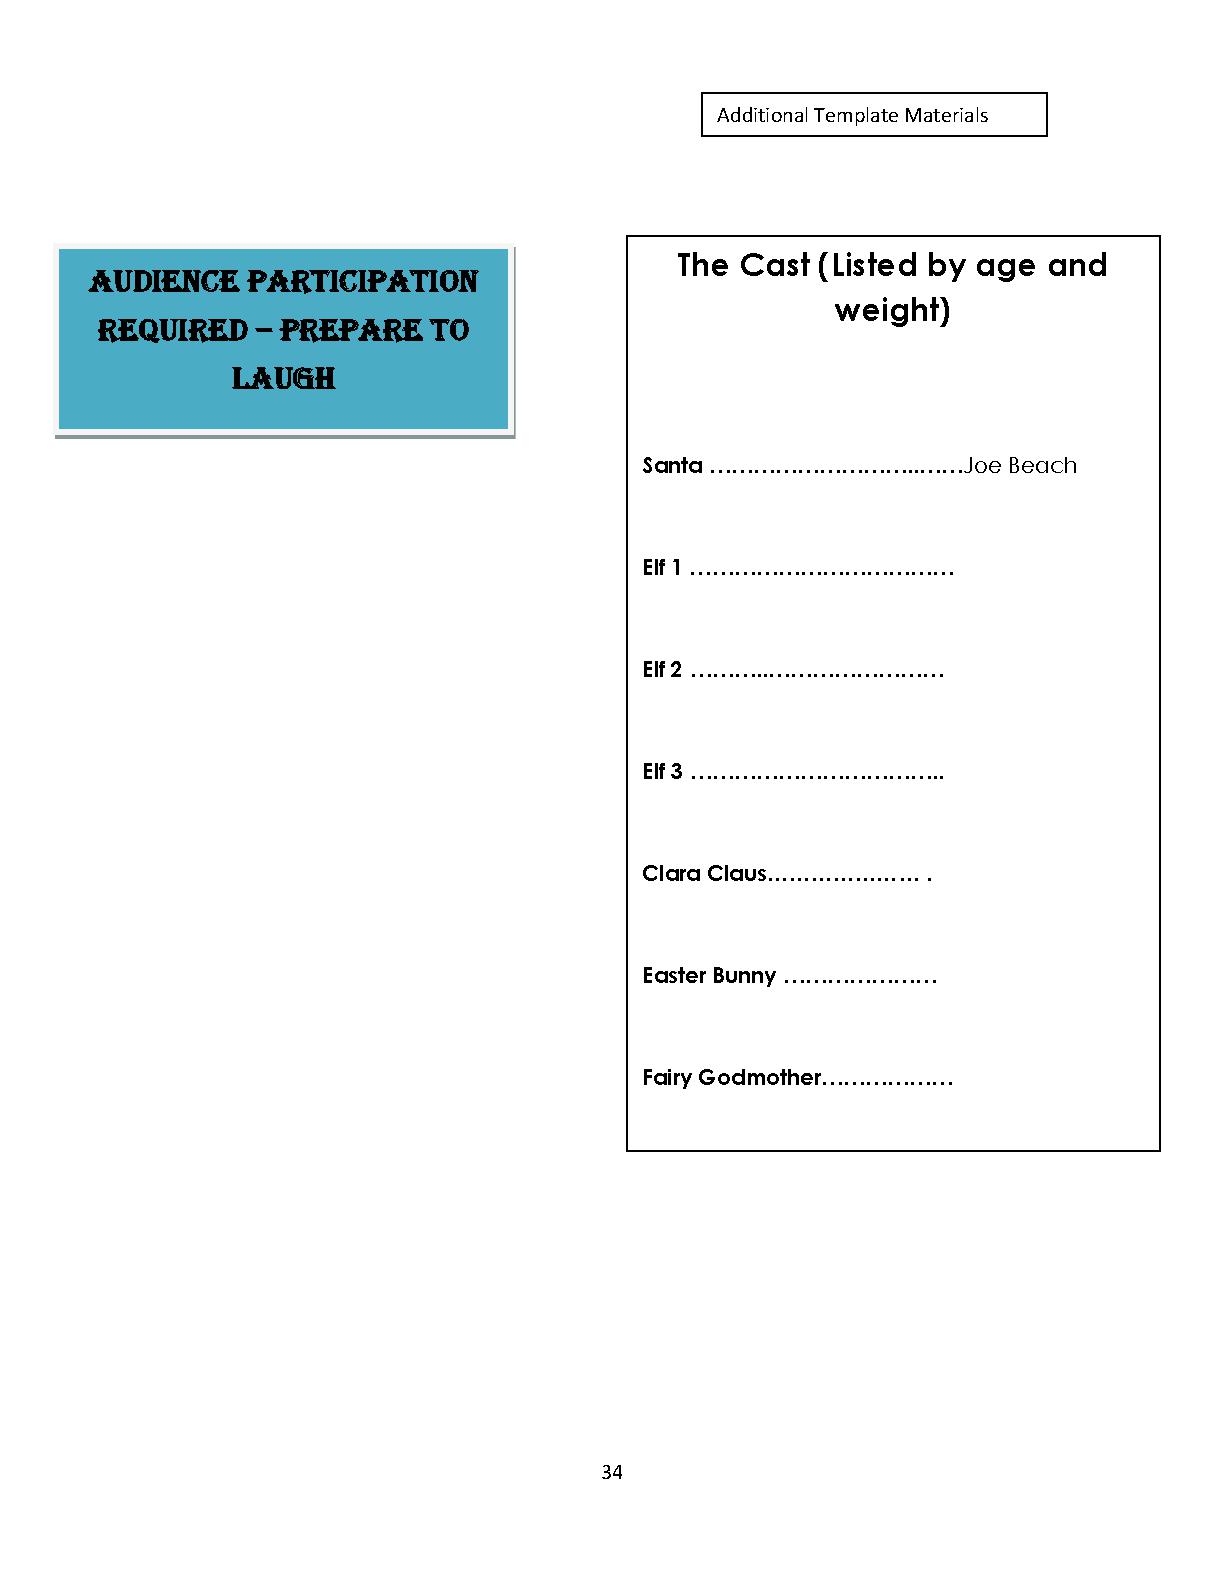 Additional Template Materials
AUDIENCE PARTICIPATION
REQUIRED – PREPARE TO
LAUGH
The Cast (Listed by age and
weight)
Santa ………………………..……Joe Beach
Elf 1 ………………………………
Elf 2 ………..……………………
Elf 3 ……………………………..
Clara Claus………………… .
Easter Bunny …………………
Fairy Godmother………………
34